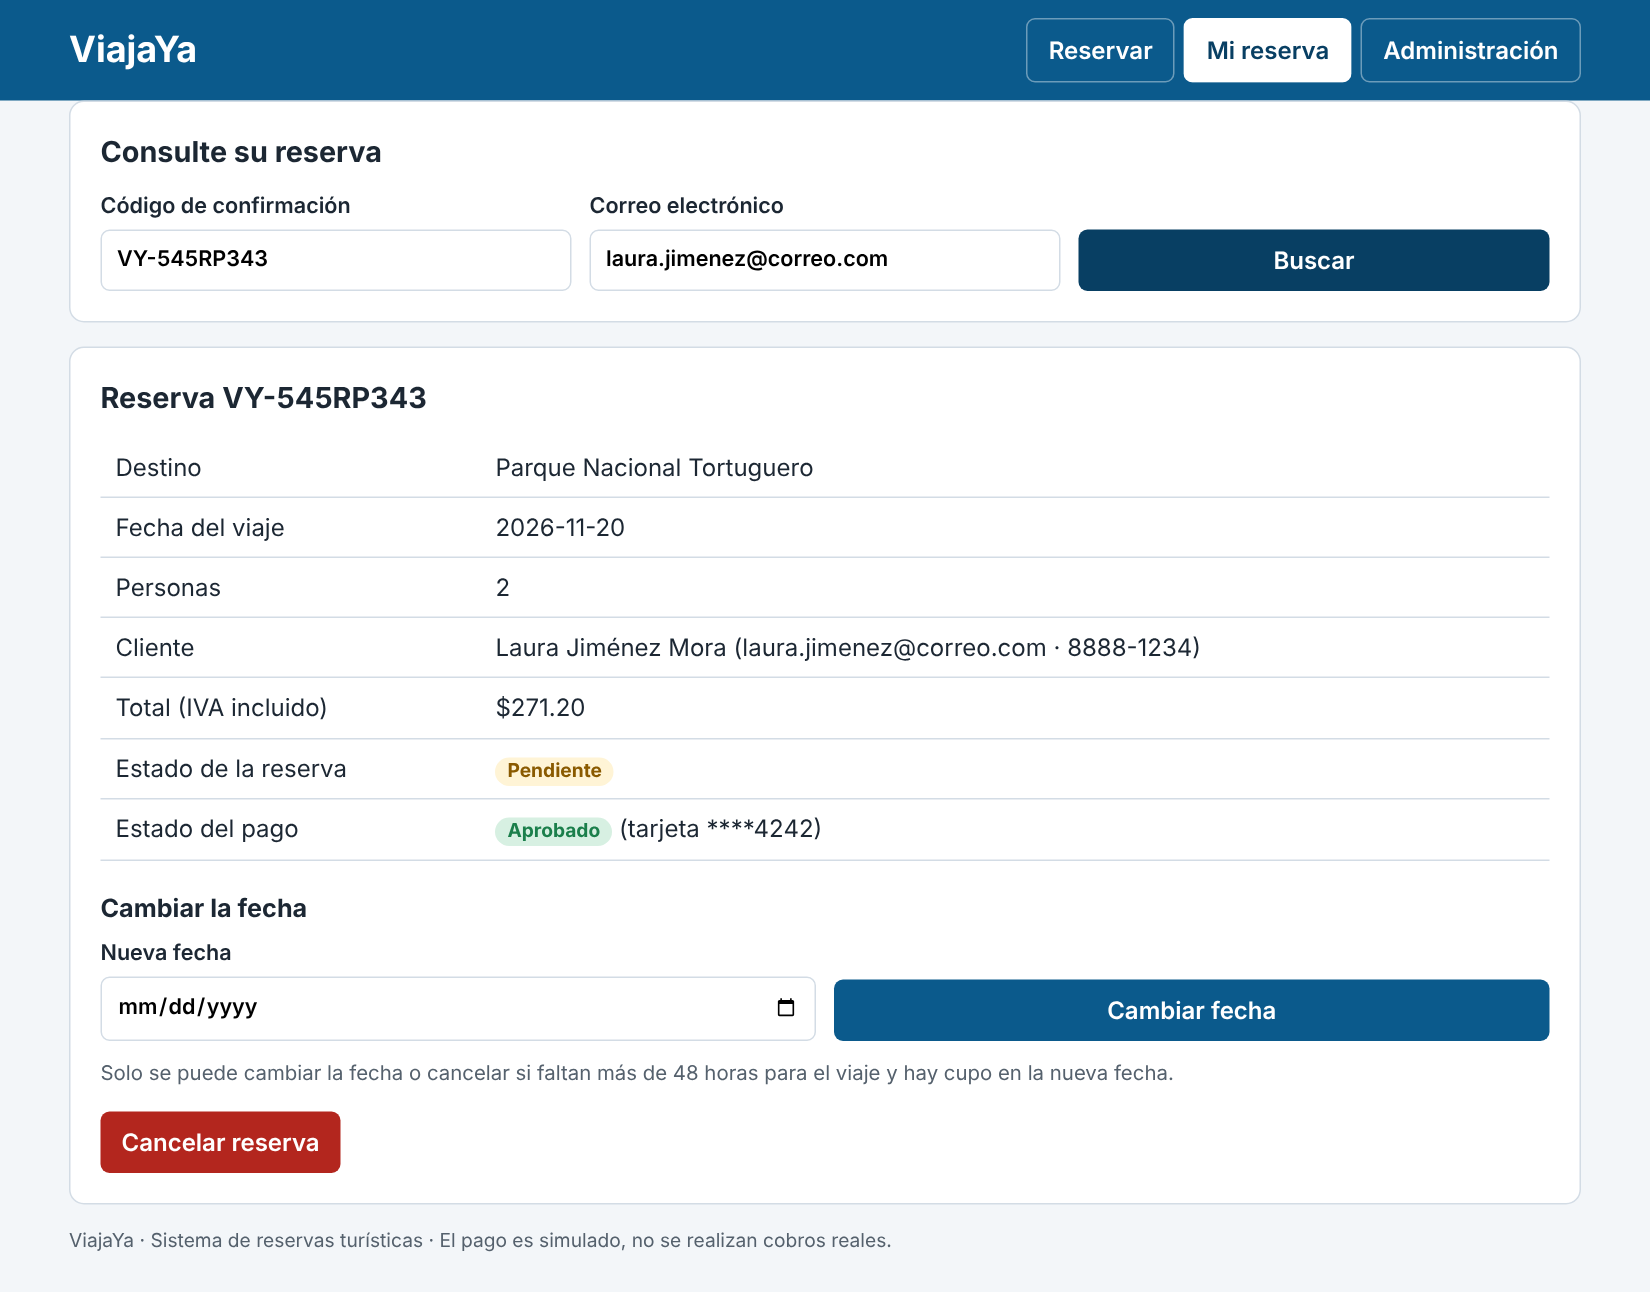 ViajaYa
Reservar
Mi reserva
Administración
Consulte su reserva
Código de confirmación
Correo electrónico
VY-545RP343
laura.jimenez@correo.com
Buscar
Reserva VY-545RP343
Destino Parque Nacional Tortuguero
Fecha del viaje 2026-11-20
Personas 2
Cliente Laura Jiménez Mora (laura.jimenez@correo.com · 8888-1234)
Total (IVA incluido) $271.20
Estado de la reserva Pendiente
Estado del pago Aprobado (tarjeta ****4242)
Cambiar la fecha
Nueva fecha
mm/dd/yyyy
Cambiar fecha
Solo se puede cambiar la fecha o cancelar si faltan más de 48 horas para el viaje y hay cupo en la nueva fecha.
Cancelar reserva
ViajaYa · Sistema de reservas turísticas · El pago es simulado, no se realizan cobros reales.